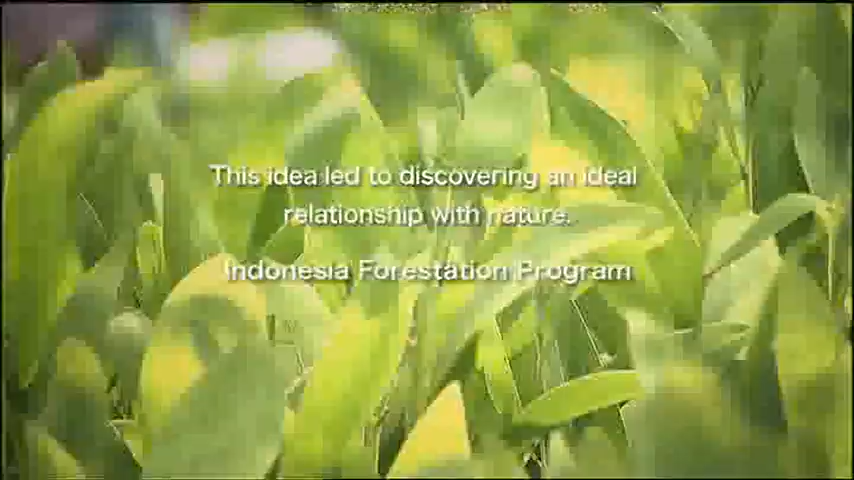 This idea led to discovering an ideal
relationship with nature.
Indonesia Forestation Program